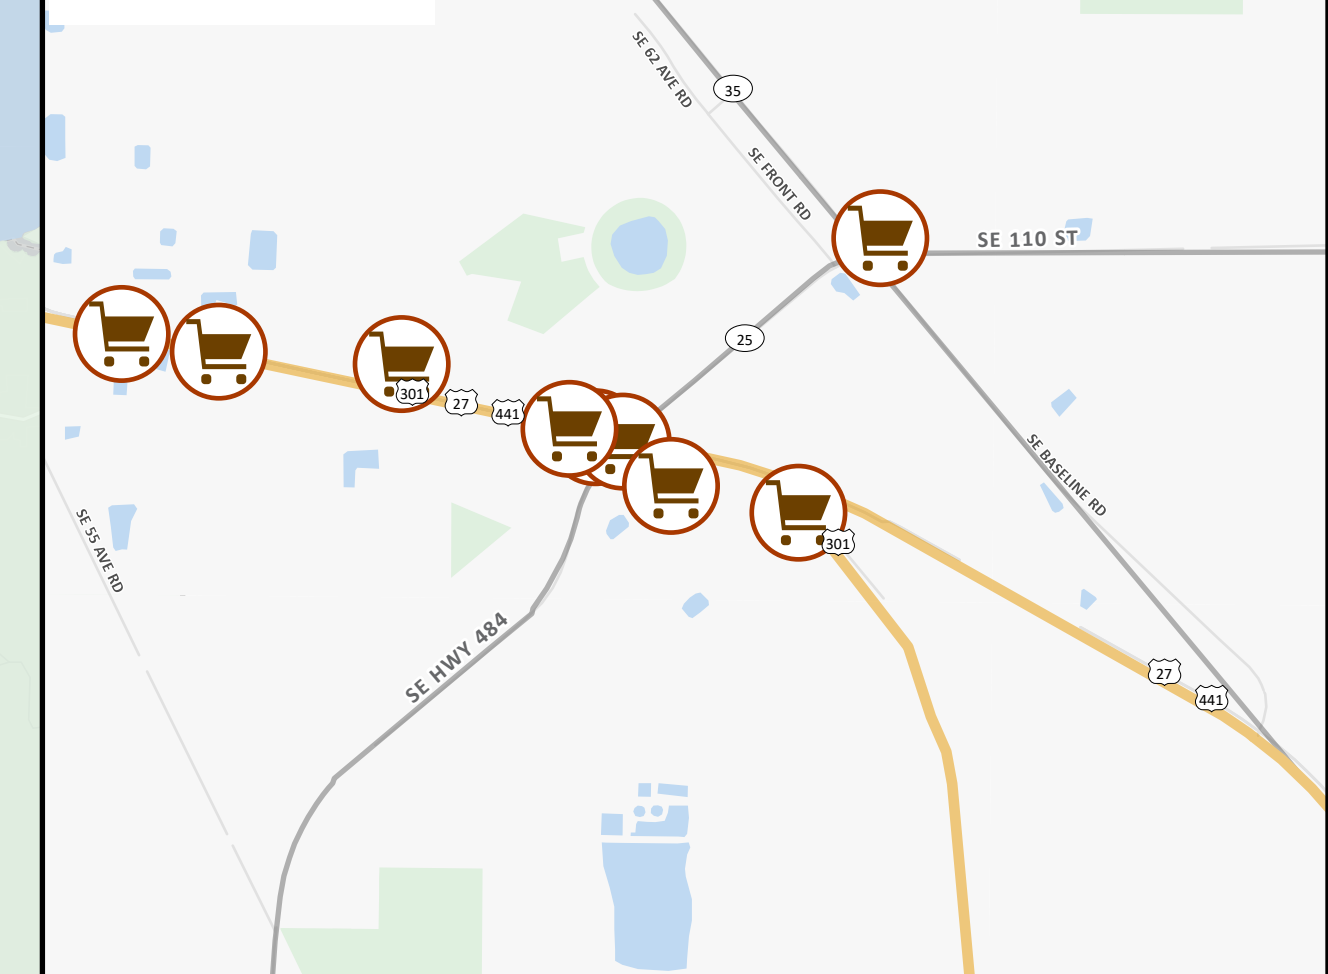 SE 62 AVE RD
35
SE FRONT RD
SE 110 ST
25
301
27
441
SE BASELINE RD
SE 55 AVE RD
301
SE HWY 484
27
441